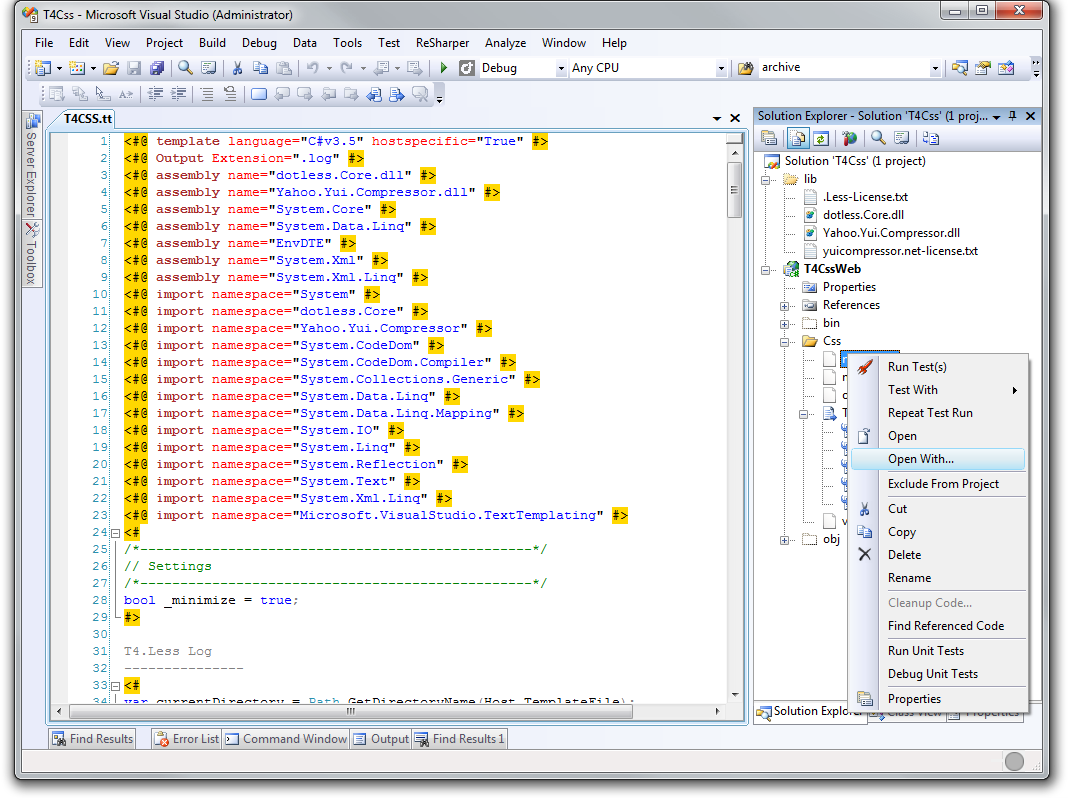 T4Css - Microsoft Visual Studio (Administrator)
File Edit View Project Build Debug Data Tools Test ReSharper Analyze Window Help
Debug Any CPU archive
T4CSS.tt
Server Explorer
Toolbox
1 <#@ template language="C#v3.5" hostspecific="True" #>
2 <#@ Output Extension=".log" #>
3 <#@ assembly name="dotless.Core.dll" #>
4 <#@ assembly name="Yahoo.Yui.Compressor.dll" #>
5 <#@ assembly name="System.Core" #>
6 <#@ assembly name="System.Data.Linq" #>
7 <#@ assembly name="EnvDTE" #>
8 <#@ assembly name="System.Xml" #>
9 <#@ assembly name="System.Xml.Linq" #>
10 <#@ import namespace="System" #>
11 <#@ import namespace="dotless.Core" #>
12 <#@ import namespace="Yahoo.Yui.Compressor" #>
13 <#@ import namespace="System.CodeDom" #>
14 <#@ import namespace="System.CodeDom.Compiler" #>
15 <#@ import namespace="System.Collections.Generic" #>
16 <#@ import namespace="System.Data.Linq" #>
17 <#@ import namespace="System.Data.Linq.Mapping" #>
18 <#@ import namespace="System.IO" #>
19 <#@ import namespace="System.Linq" #>
20 <#@ import namespace="System.Reflection" #>
21 <#@ import namespace="System.Text" #>
22 <#@ import namespace="System.Xml.Linq" #>
23 <#@ import namespace="Microsoft.VisualStudio.TextTemplating" #>
24 <#
25 /*-------------------------------------------------*/
26 // Settings
27 /*-------------------------------------------------*/
28 bool _minimize = true;
29 #>
30
31 T4.Less Log
32 ---------------
33 <#
34 var currentDirectory = Path.GetDirectoryName(Host.TemplateFile);
Solution Explorer - Solution 'T4Css' (1 proj...
Solution 'T4Css' (1 project)
lib
.Less-License.txt
dotless.Core.dll
Yahoo.Yui.Compressor.dll
yuicompressor.net-license.txt
T4CssWeb
Properties
References
bin
Css
obj
Run Test(s)
Test With
Repeat Test Run
Open
Open With...
Exclude From Project
Cut
Copy
Delete
Rename
Cleanup Code...
Find Referenced Code
Run Unit Tests
Debug Unit Tests
Properties
Solution Explorer Class View Properties
Find Results Error List Command Window Output Find Results 1